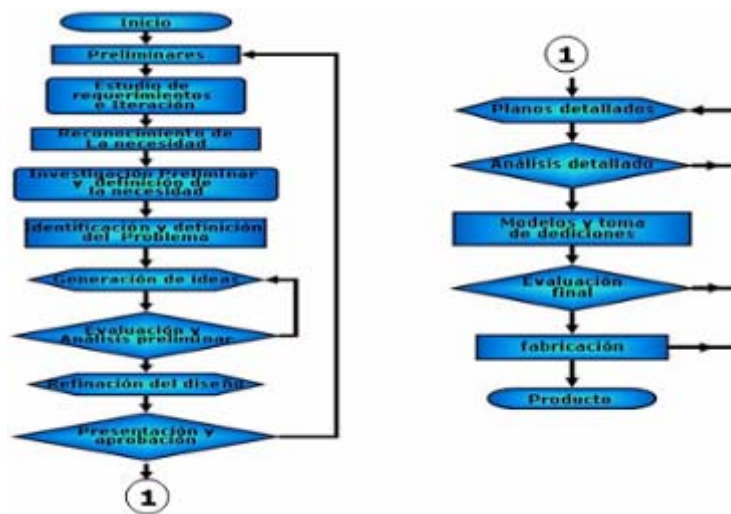 Inicio
Preliminares
Estudio de
requerimientos
e Iteración
Reconocimiento de
La necesidad
Investigación Preliminar
y definición de
la necesidad
Identificación y definición
del Problema
Generación de ideas
Evaluación y
Análisis preliminar
Refinación del diseño
Presentación y
aprobación
1
1
Planos detallados
Análisis detallado
Modelos y toma
de dediciones
Evaluación
final
fabricación
Producto